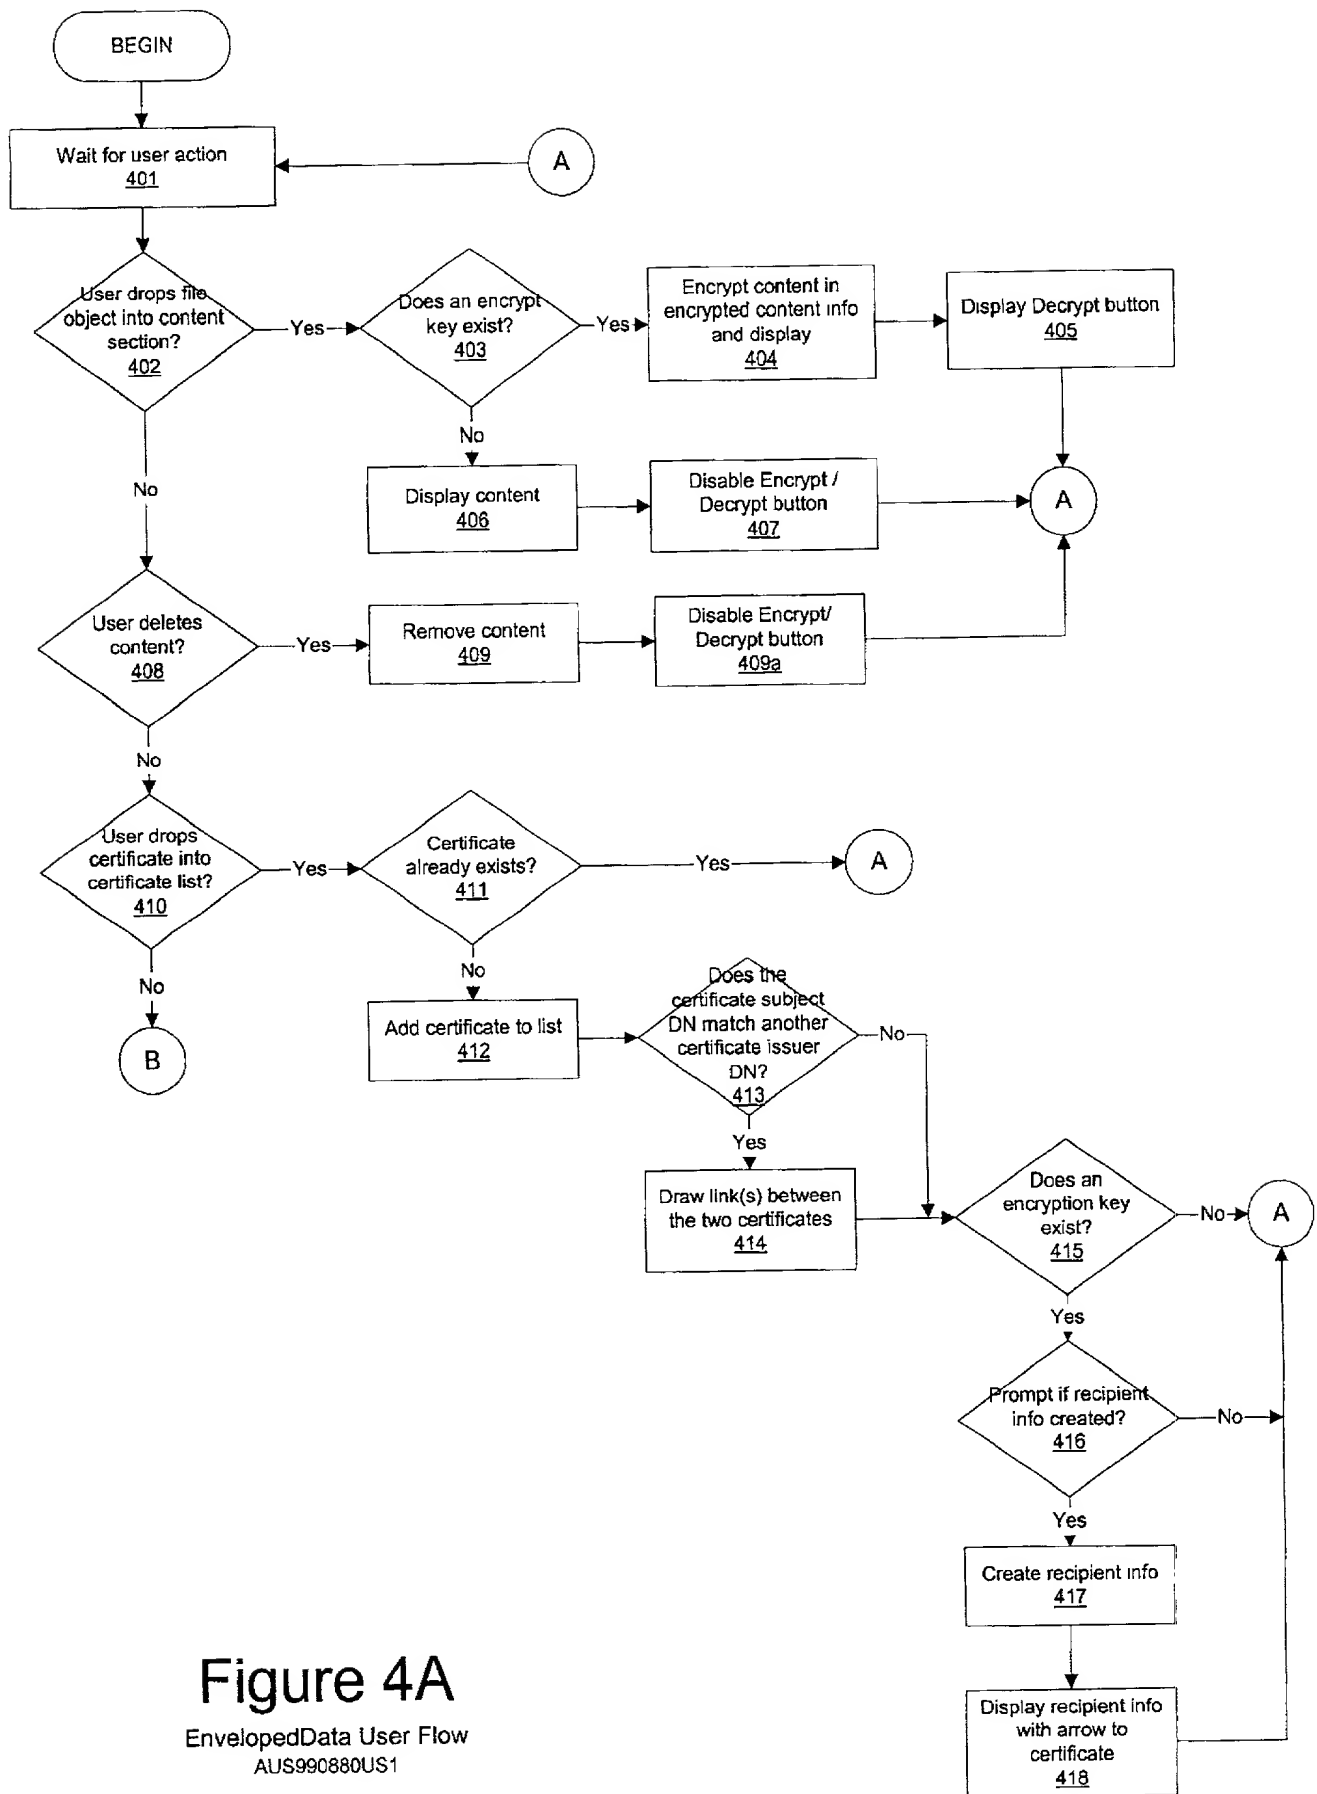 BEGIN
Wait for user action
401
A
User drops file
object into content
section?
402
Yes
Does an encrypt
key exist?
403
Yes
Encrypt content in
encrypted content info
and display
404
Display Decrypt button
405
No
No
Display content
406
Disable Encrypt /
Decrypt button
407
A
User deletes
content?
408
Yes
Remove content
409
Disable Encrypt/
Decrypt button
409a
No
User drops
certificate into
certificate list?
410
Yes
Certificate
already exists?
411
Yes
A
No
B
No
Add certificate to list
412
Does the
certificate subject
DN match another
certificate issuer
DN?
413
No
Yes
Draw link(s) between
the two certificates
414
Does an
encryption key
exist?
415
No
A
Yes
Prompt if recipient
info created?
416
No
Yes
Create recipient info
417
Display recipient info
with arrow to
certificate
418
Figure 4A
EnvelopedData User Flow
AUS990880US1